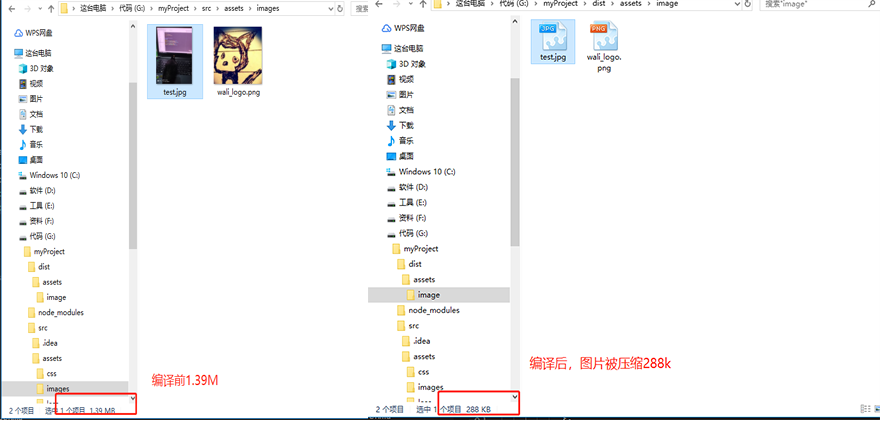 这台电脑 > 代码 (G:) > myProject > src > assets > images
搜索
WPS网盘
这台电脑
3D 对象
视频
图片
文档
下载
音乐
桌面
Windows 10 (C:)
软件 (D:)
工具 (E:)
资料 (F:)
代码 (G:)
myProject
dist
assets
image
node_modules
src
.idea
assets
css
images
test.jpg
wali_logo.png
编译前1.39M
2 个项目 选中 1 个项目 1.39 MB
这台电脑 > 代码 (G:) > myProject > dist > assets > image
搜索"image"
WPS网盘
这台电脑
3D 对象
视频
图片
文档
下载
音乐
桌面
Windows 10 (C:)
软件 (D:)
工具 (E:)
资料 (F:)
代码 (G:)
myProject
dist
assets
image
node_modules
src
.idea
assets
css
images
JPG
test.jpg
PNG
wali_logo.
png
编译后，图片被压缩288k
2 个项目 选中 1 个项目 288 KB